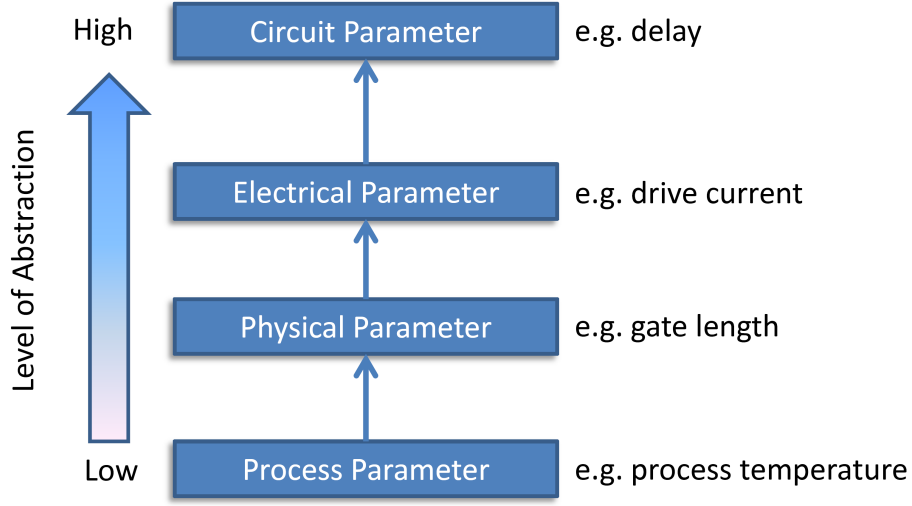 High
Circuit Parameter
e.g. delay
Level of Abstraction
Electrical Parameter
e.g. drive current
Physical Parameter
e.g. gate length
Low
Process Parameter
e.g. process temperature